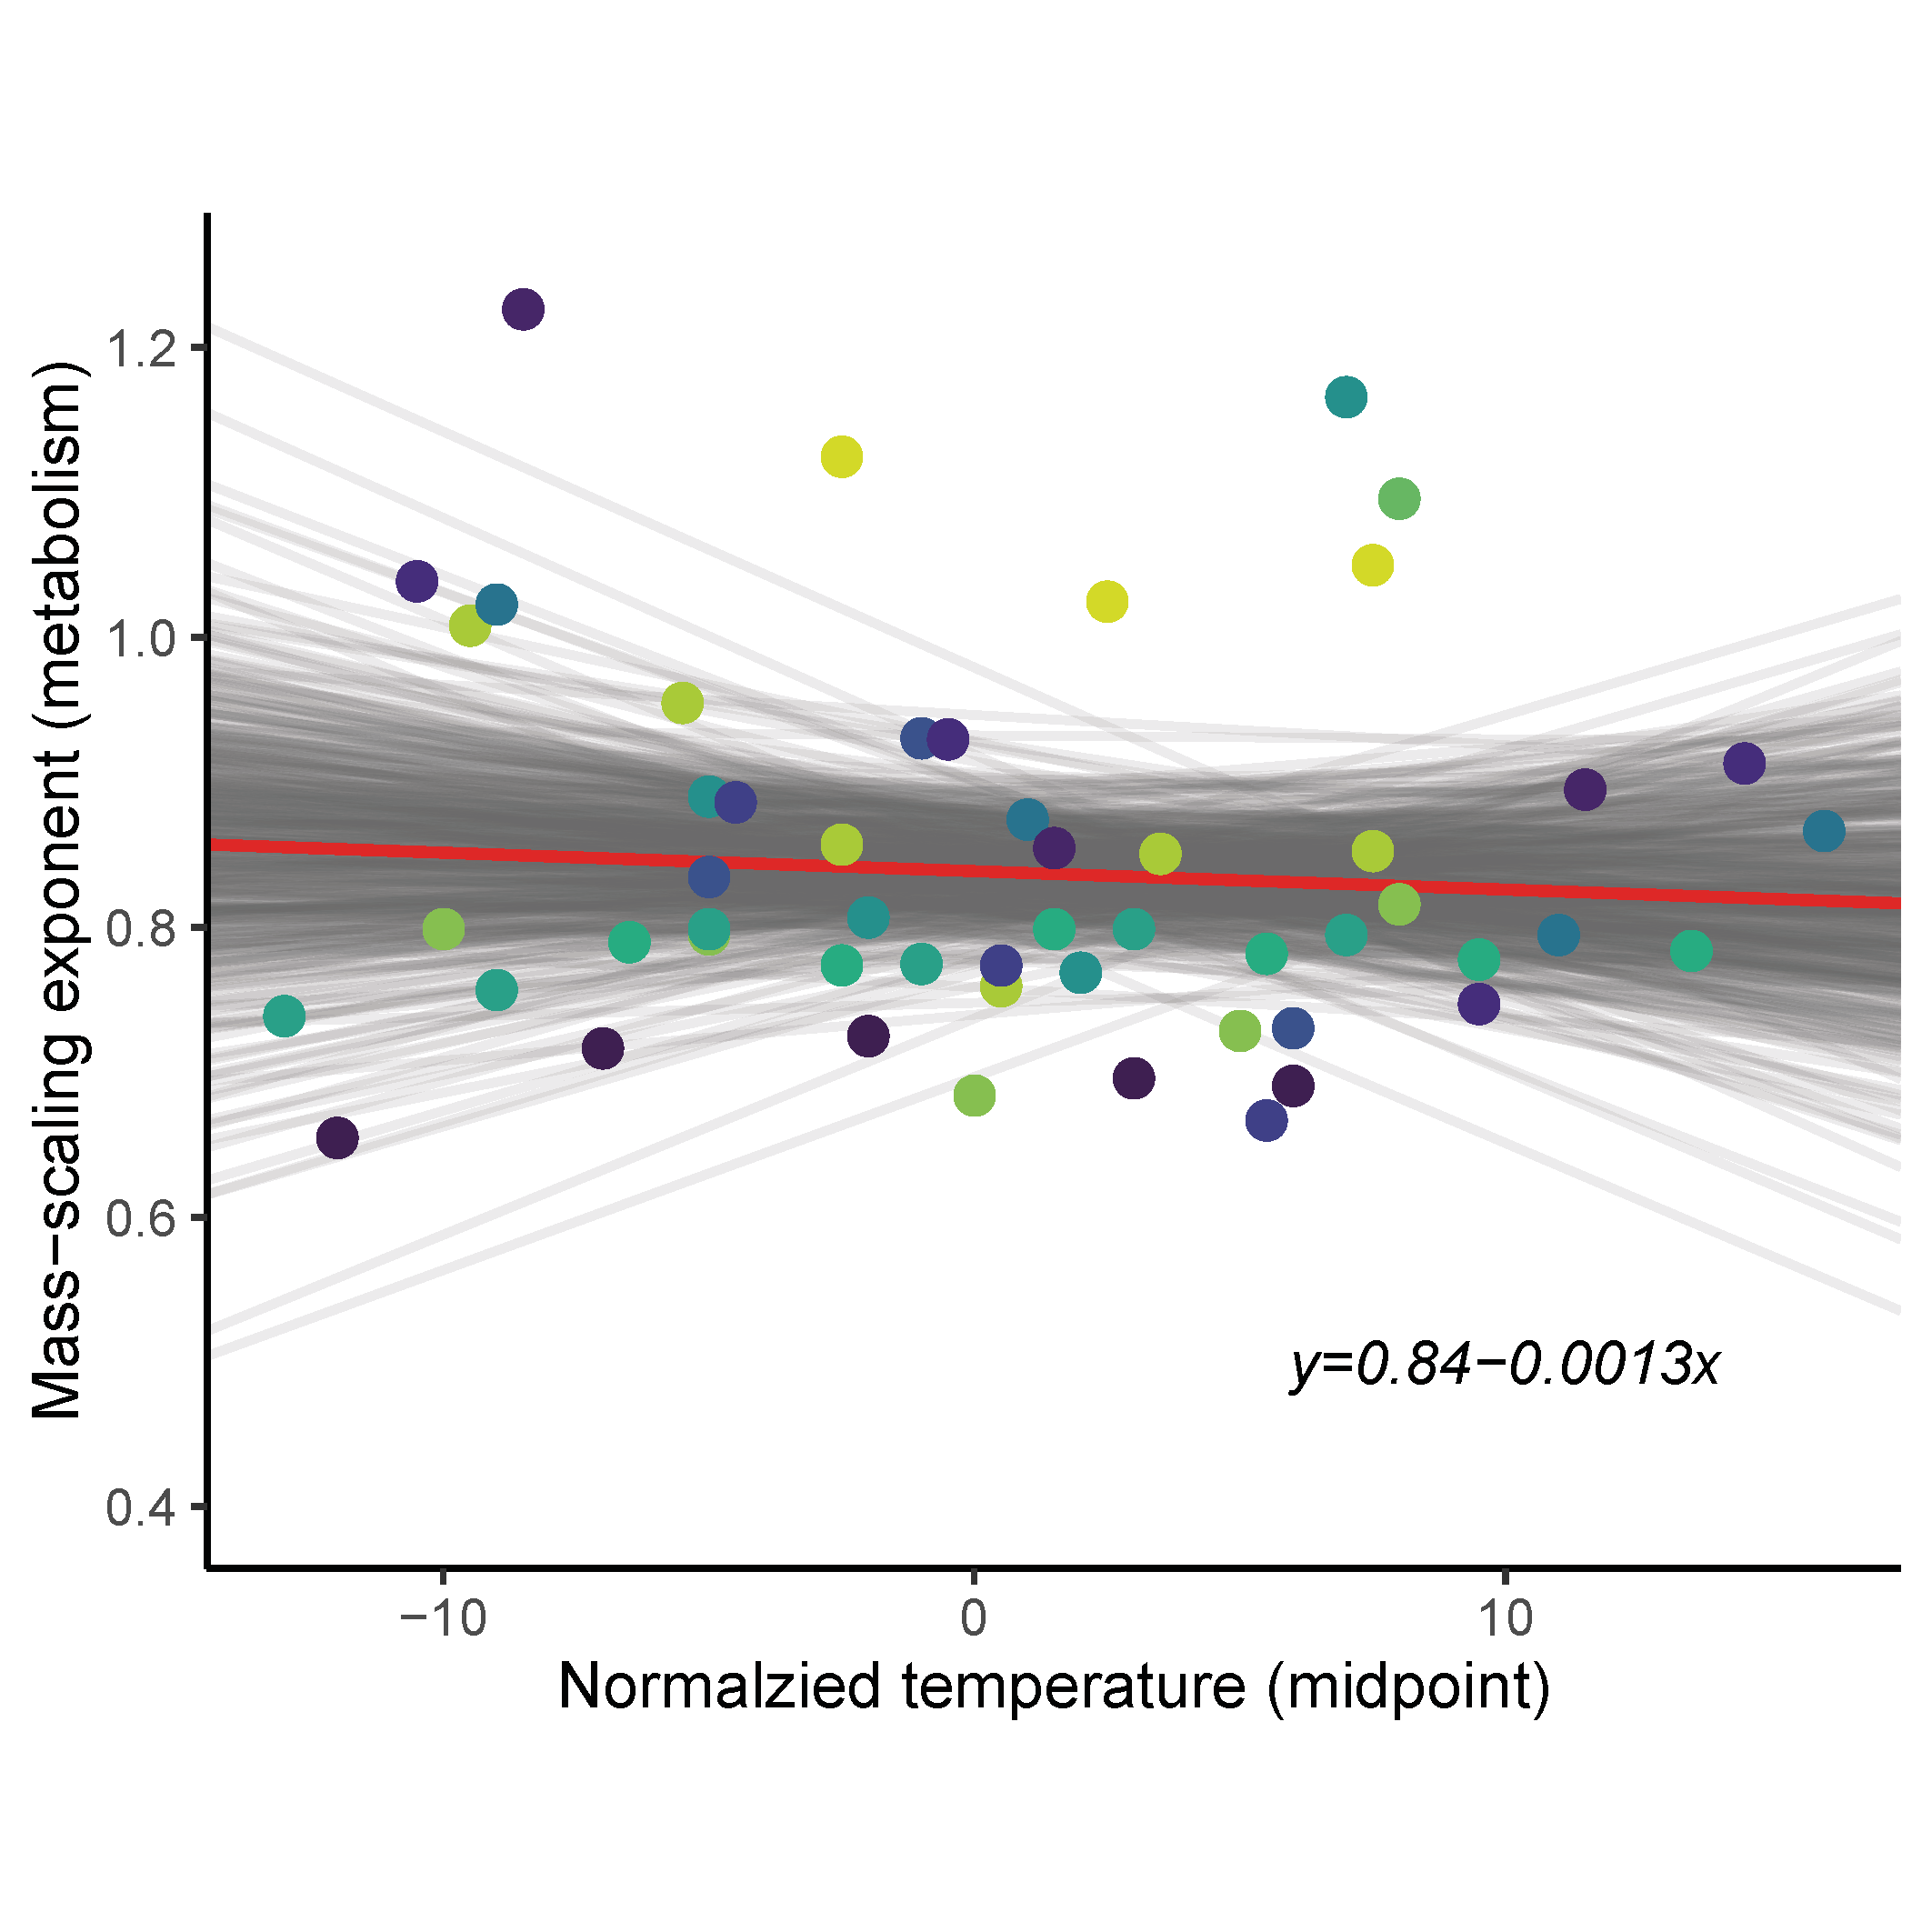 Mass−scaling exponent (metabolism)
1.2
1.0
0.8
0.6
0.4
y=0.84−0.0013x
−10 0 10
Normalzied temperature (midpoint)